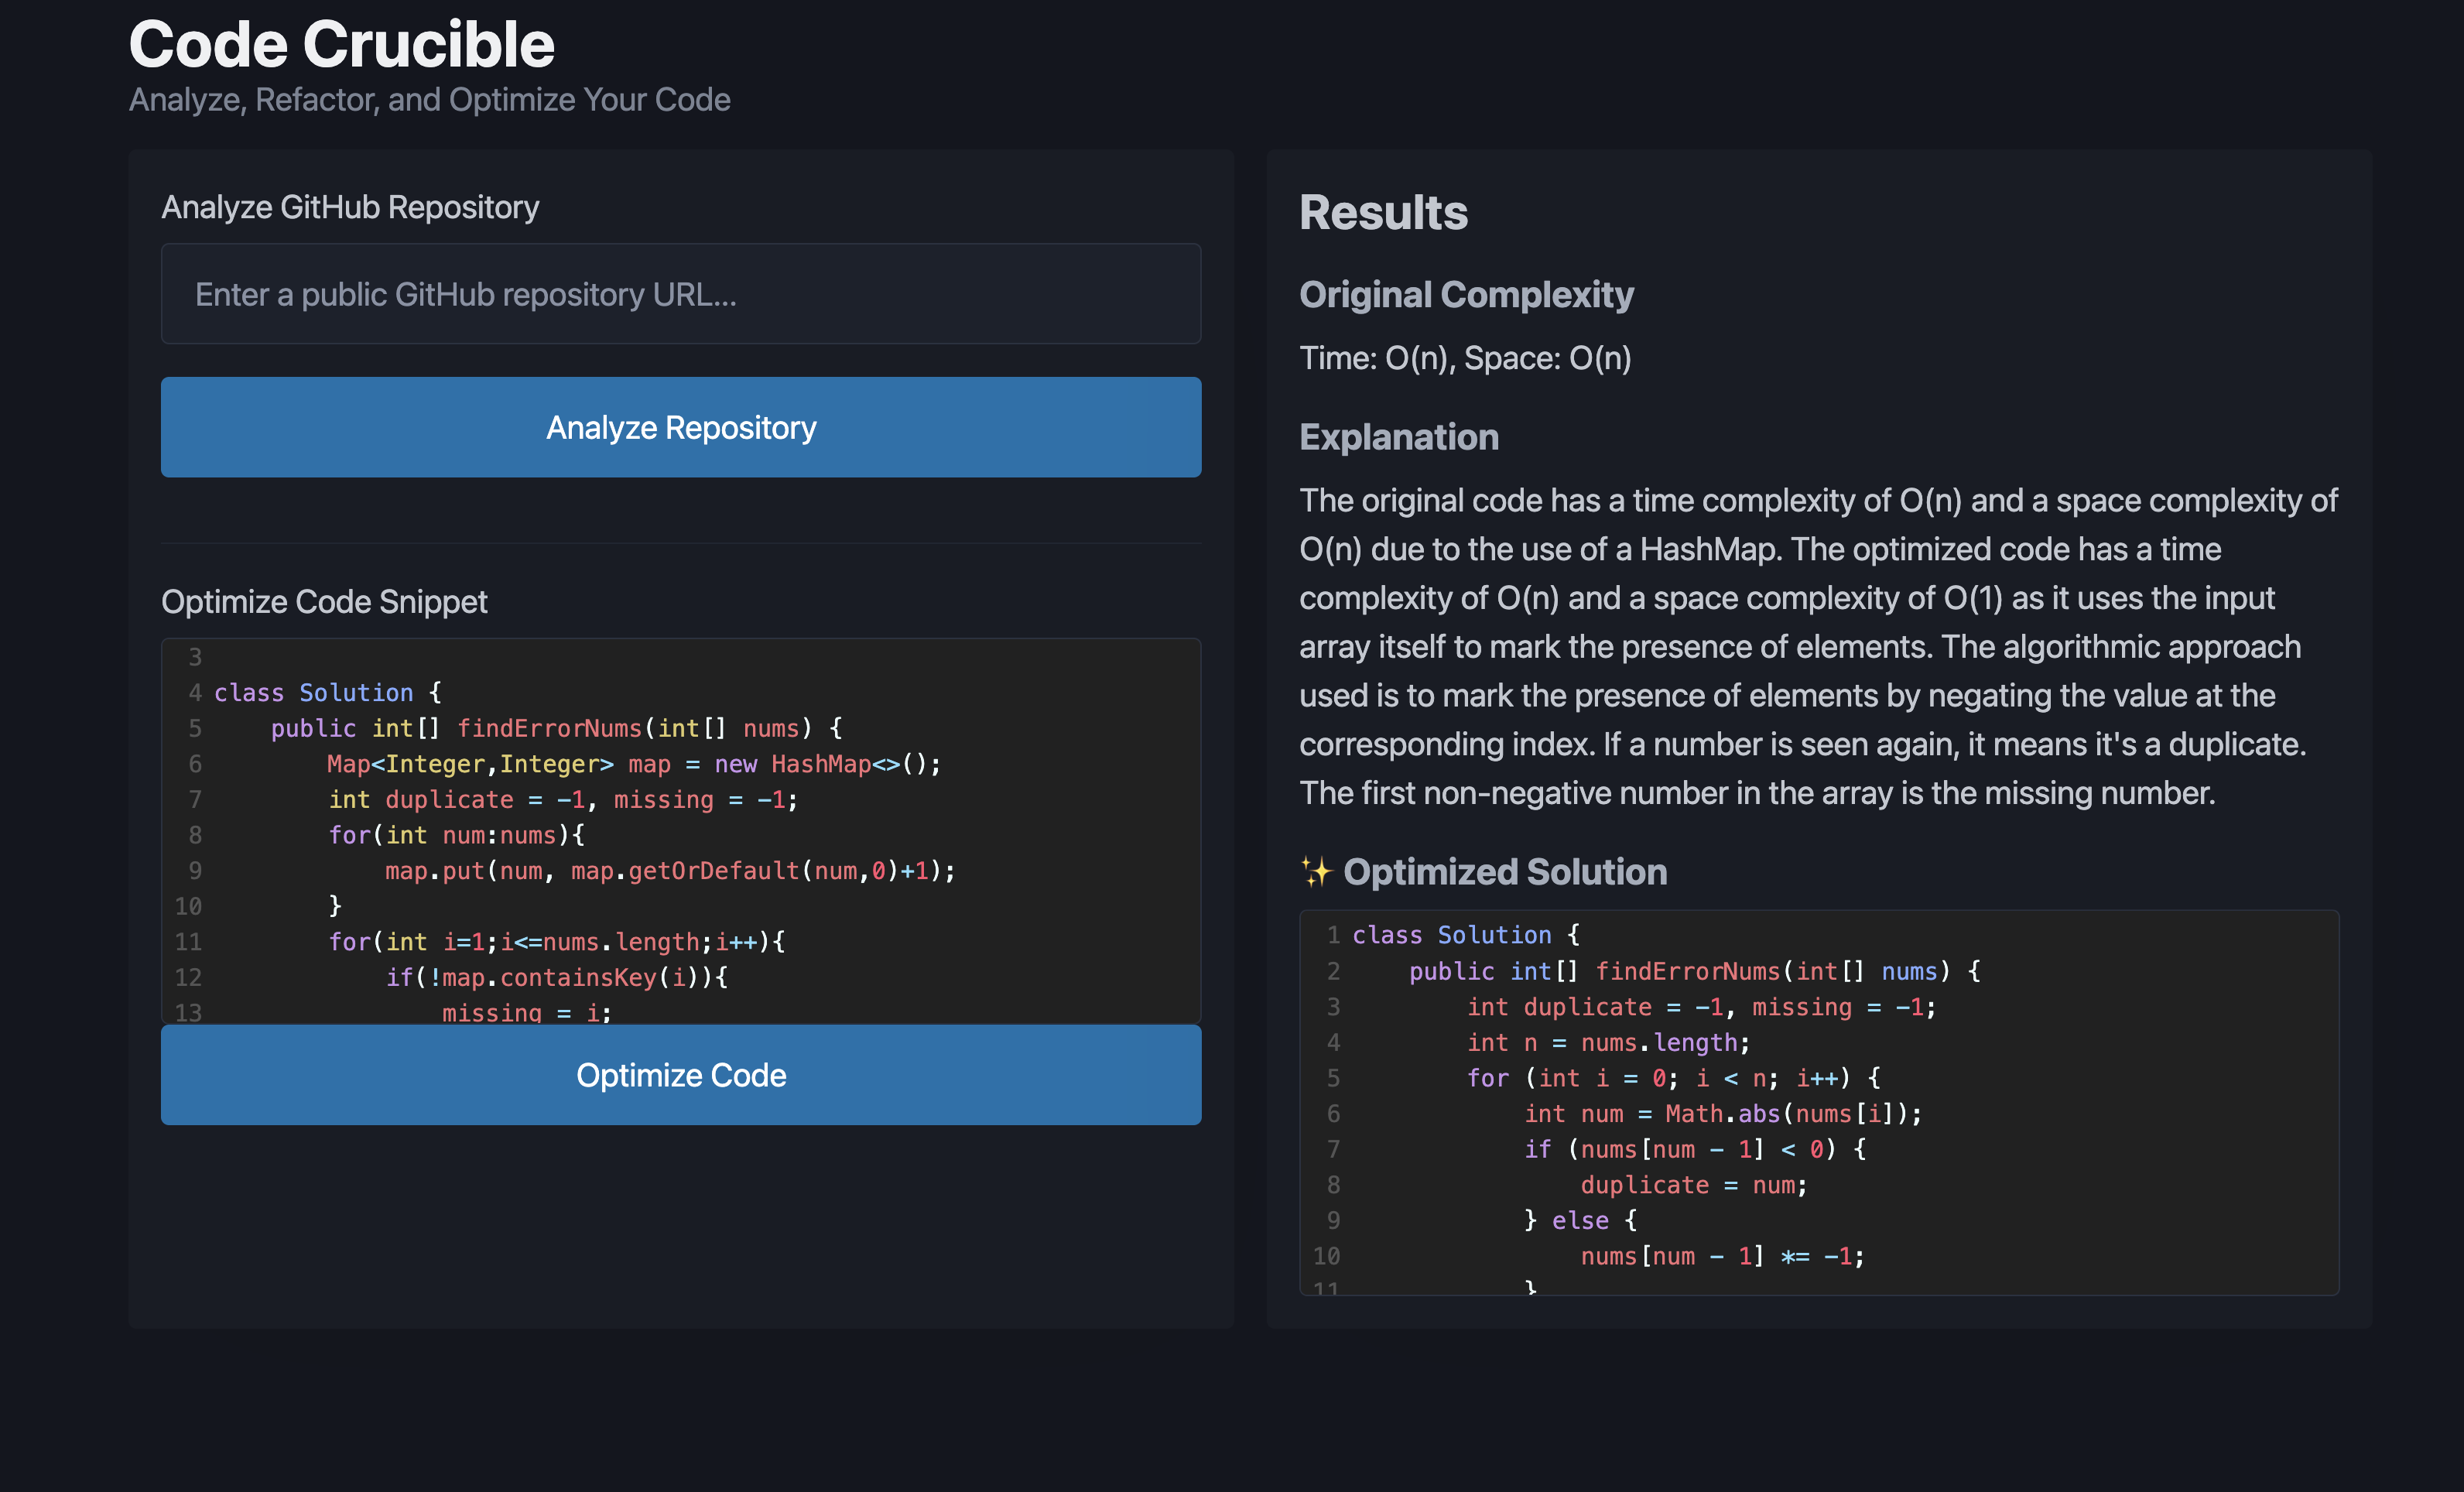 Code Crucible
Analyze, Refactor, and Optimize Your Code
Analyze GitHub Repository
Enter a public GitHub repository URL...
Analyze Repository
Optimize Code Snippet
3
4 class Solution {
5     public int[] findErrorNums(int[] nums) {
6         Map<Integer,Integer> map = new HashMap<>();
7         int duplicate = -1, missing = -1;
8         for(int num:nums){
9             map.put(num, map.getOrDefault(num,0)+1);
10         }
11         for(int i=1;i<=nums.length;i++){
12             if(!map.containsKey(i)){
13                 missing = i;
Optimize Code
Results
Original Complexity
Time: O(n), Space: O(n)
Explanation
The original code has a time complexity of O(n) and a space complexity of
O(n) due to the use of a HashMap. The optimized code has a time
complexity of O(n) and a space complexity of O(1) as it uses the input
array itself to mark the presence of elements. The algorithmic approach
used is to mark the presence of elements by negating the value at the
corresponding index. If a number is seen again, it means it's a duplicate.
The first non-negative number in the array is the missing number.
✨ Optimized Solution
1 class Solution {
2     public int[] findErrorNums(int[] nums) {
3         int duplicate = -1, missing = -1;
4         int n = nums.length;
5         for (int i = 0; i < n; i++) {
6             int num = Math.abs(nums[i]);
7             if (nums[num - 1] < 0) {
8                 duplicate = num;
9             } else {
10                 nums[num - 1] *= -1;
11             }